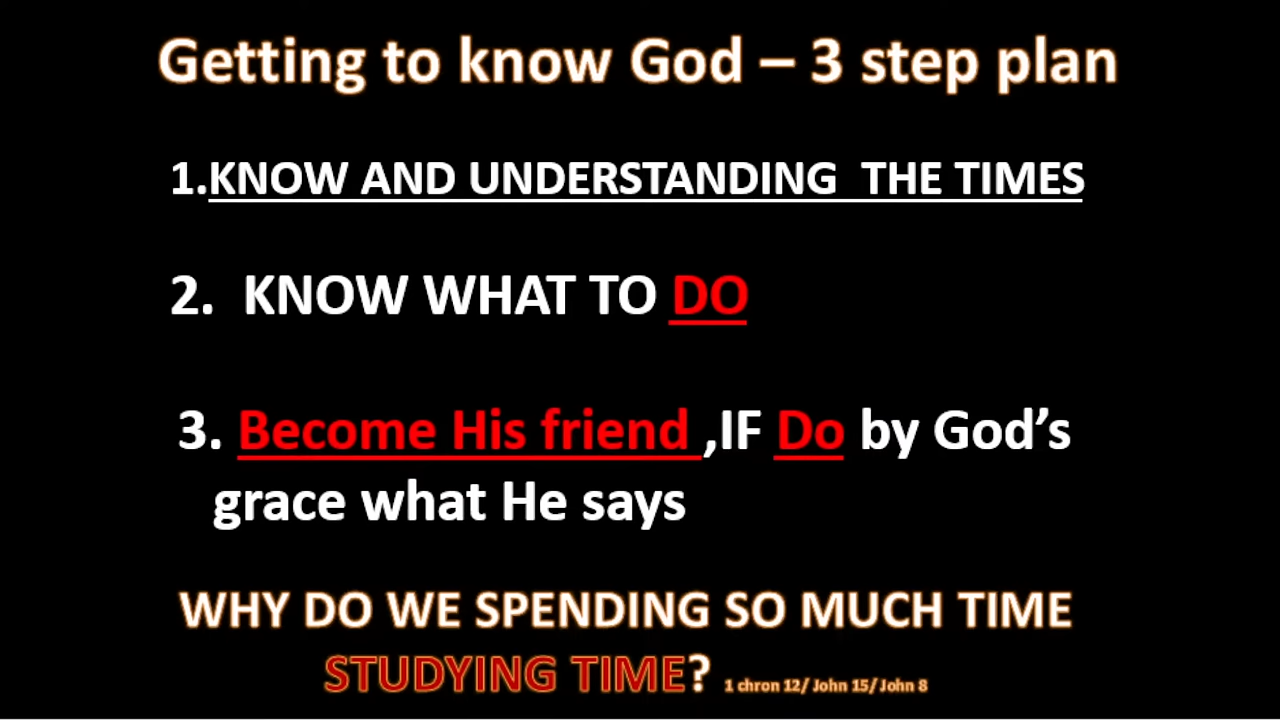 Getting to know God – 3 step plan
1.KNOW AND UNDERSTANDING  THE TIMES
2.  KNOW WHAT TO DO
3. Become His friend ,IF Do by God’s
grace what He says
WHY DO WE SPENDING SO MUCH TIME
STUDYING TIME? 1 chron 12/ John 15/ John 8